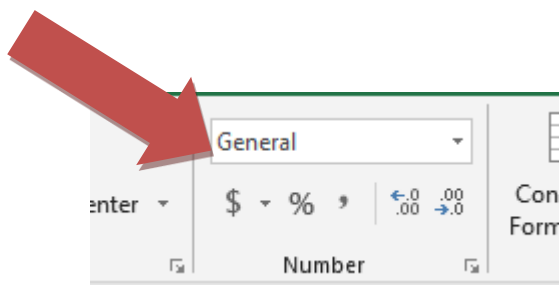 General
enter $ % , ←.0 .00 .00 →.0 Con
Form
Number